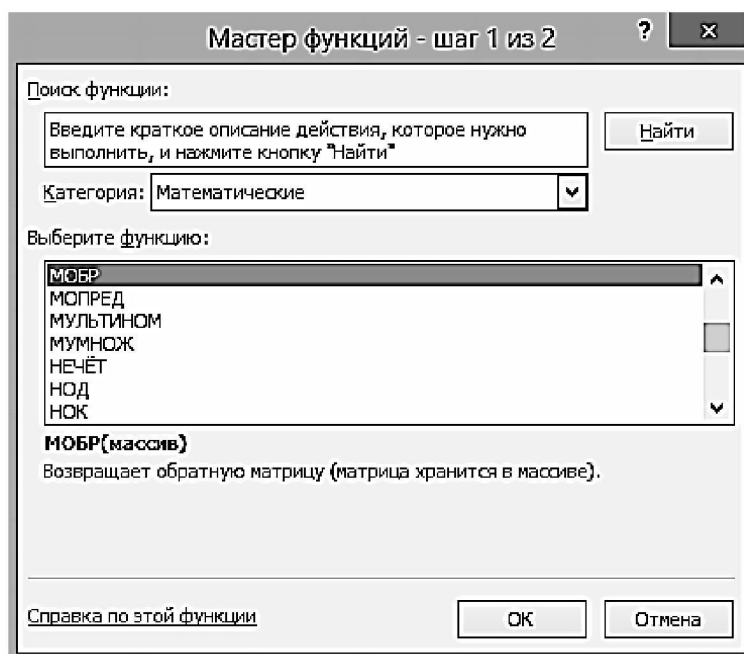 Мастер функций - шаг 1 из 2 ? ×
Поиск функции:
Введите краткое описание действия, которое нужно
выполнить, и нажмите кнопку "Найти"
Найти
Категория: Математические
Выберите функцию:
МОБР
МОПРЕД
МУЛЬТИНОМ
МУМНОЖ
НЕЧЁТ
НОД
НОК
МОБР(массив)
Возвращает обратную матрицу (матрица хранится в массиве).
Справка по этой функции
ОК
Отмена